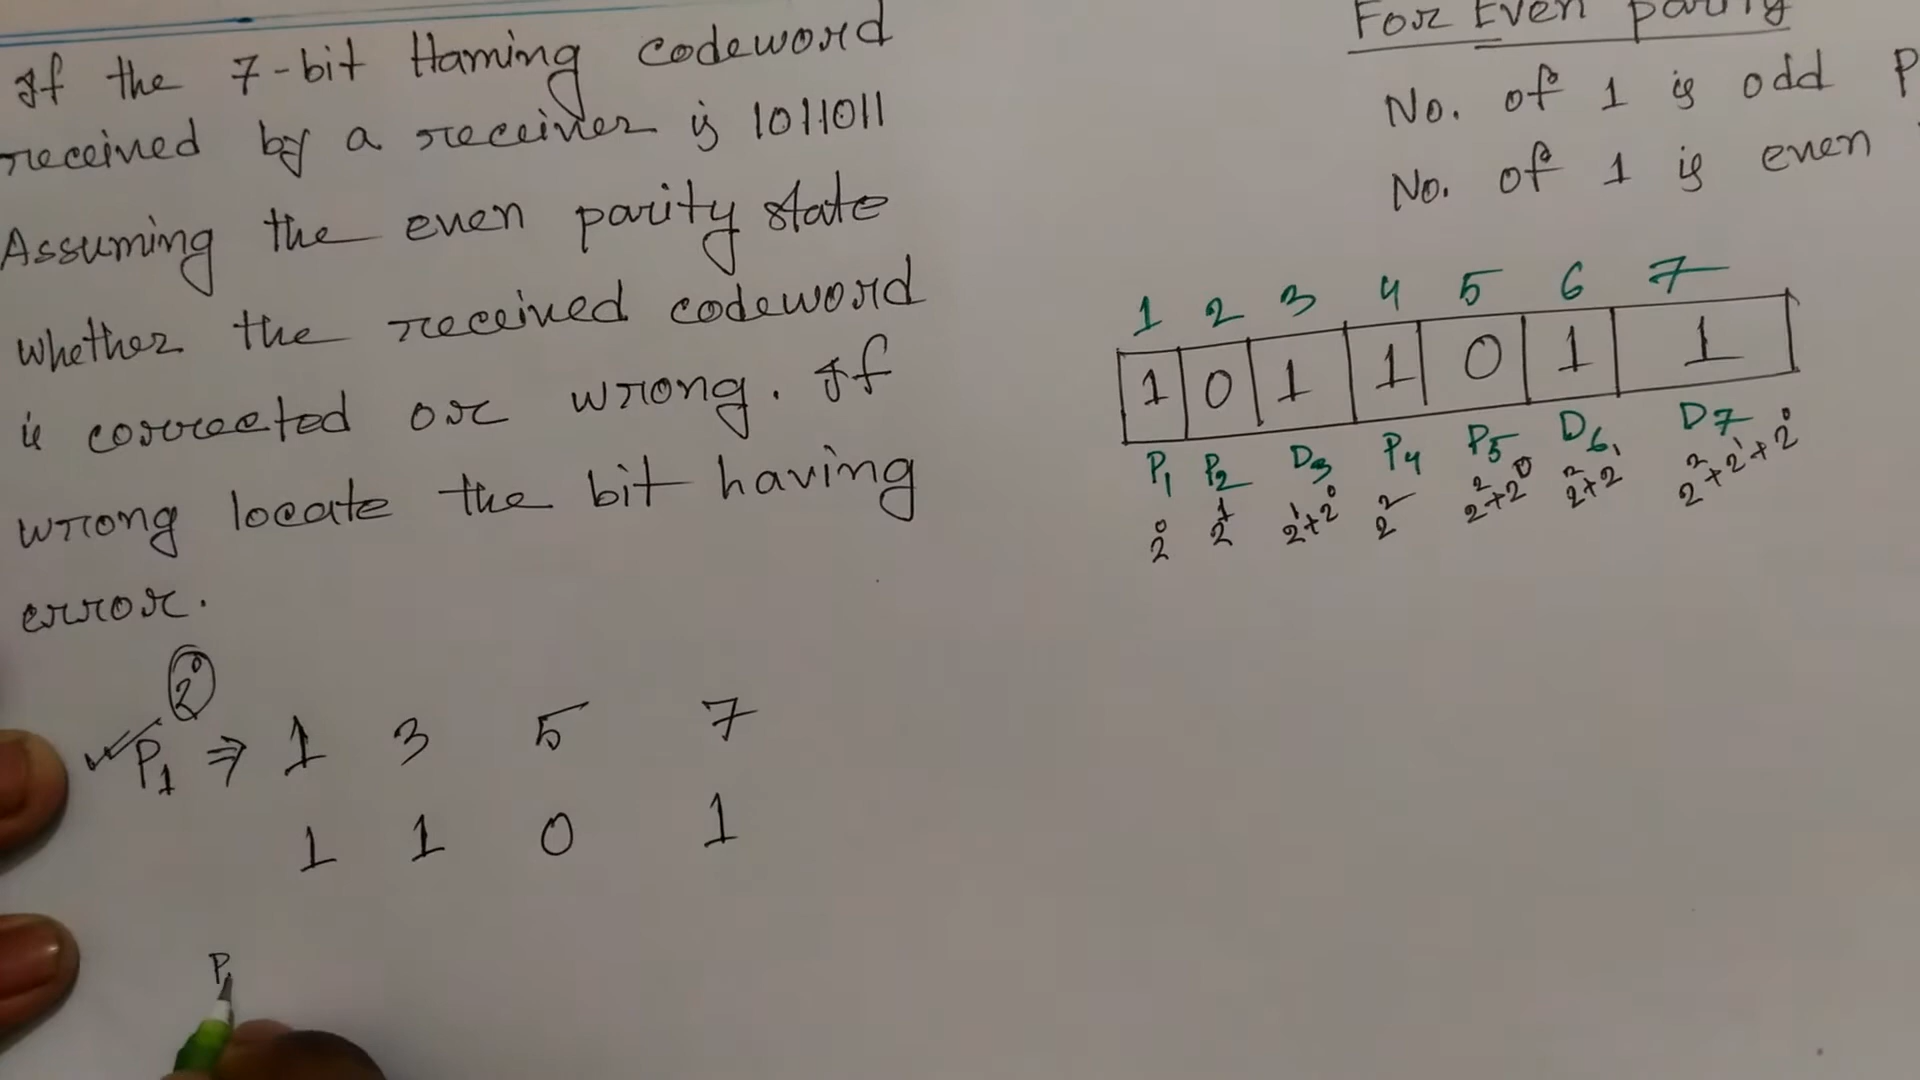 If the 7-bit Haming codeword
received by a receiver is 1011011
Assuming the even parity state
whether the received codeword
is corrected or wrong. If
wrong locate the bit having
error.
2⁰
P₁ ⇒ 1 3 5 7
1 1 0 1
P
For Even parity
No. of 1 is odd P
No. of 1 is even
1 2 3 4 5 6 7
1 0 1 1 0 1 1
P₁ P₂ D₃ P₄ P₅ D₆ D₇
2⁰ 2¹ 2¹+2⁰ 2² 2²+2⁰ 2²+2¹ 2²+2¹+2⁰